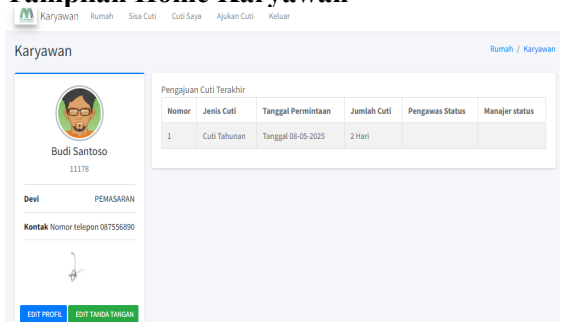 Tampilan Home Karyawan
Karyawan Rumah Sisa Cuti Cuti Saya Ajukan Cuti Keluar
Karyawan
Rumah / Karyawan
Budi Santoso
11178
Devi PEMASARAN
Kontak Nomor telepon 087556890
EDIT PROFIL EDIT TANDA TANGAN
Pengajuan Cuti Terakhir
Nomor Jenis Cuti Tanggal Permintaan Jumlah Cuti Pengawas Status Manajer status
1 Cuti Tahunan Tanggal 08-05-2025 2 Hari